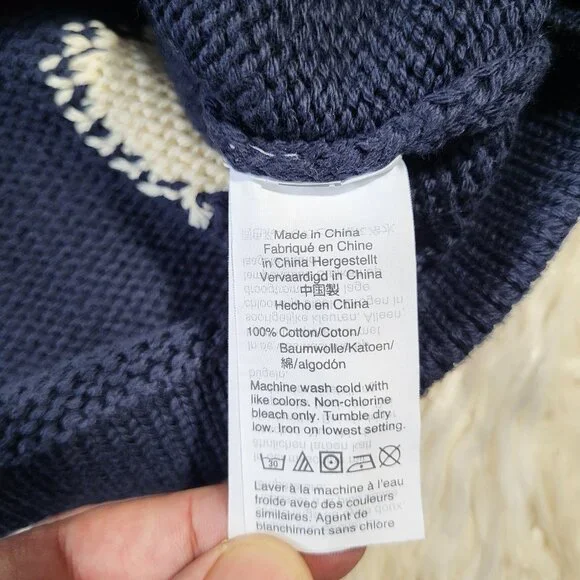 Made in China
Fabriqué en Chine
in China Hergestellt
Vervaardigd in China
中国製
Hecho en China
100% Cotton/Coton/
Baumwolle/Katoen/
綿/algodón
Machine wash cold with
like colors. Non-chlorine
bleach only. Tumble dry
low. Iron on lowest setting.
30
Laver à la machine à l'eau
froide avec des couleurs
similaires. Agent de
blanchiment sans chlore